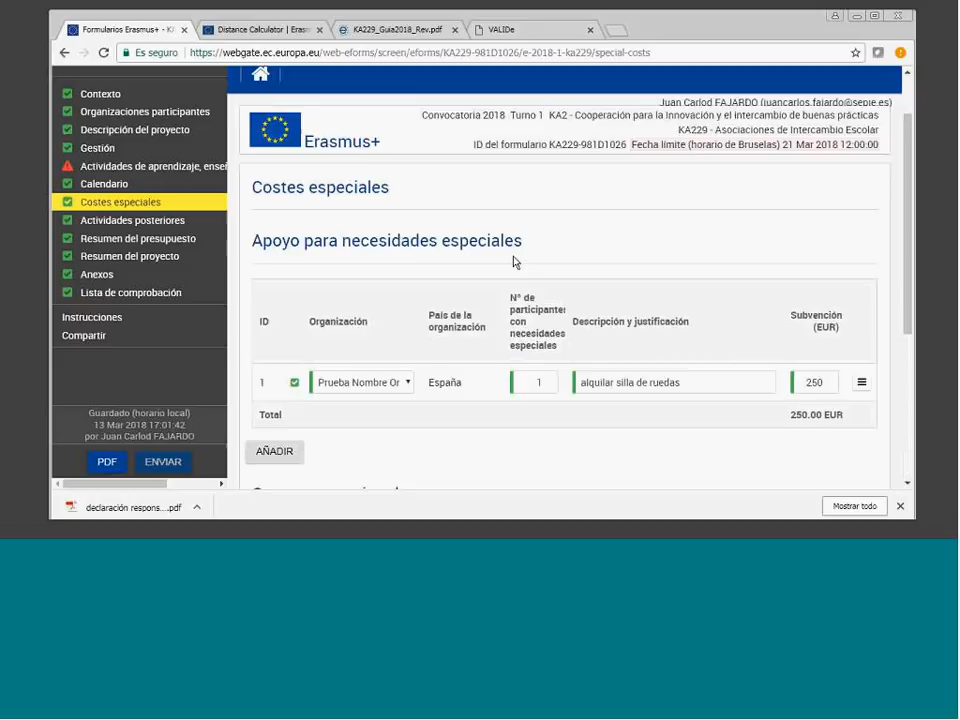 Formularios Erasmus+ - KA
Distance Calculator | Erasm
KA229_Guia2018_Rev.pdf
VALIDe
Es seguro
https://webgate.ec.europa.eu/web-eforms/screen/eforms/KA229-981D1026/e-2018-1-ka229/special-costs
Contexto
Organizaciones participantes
Descripción del proyecto
Gestión
Actividades de aprendizaje, enseñ
Calendario
Costes especiales
Actividades posteriores
Resumen del presupuesto
Resumen del proyecto
Anexos
Lista de comprobación
Instrucciones
Compartir
Guardado (horario local)
13 Mar 2018 17:01:42
por Juan Carlod FAJARDO
PDF ENVIAR
Juan Carlod FAJARDO (juancarlos.fajardo@sepie.es)
Erasmus+
Convocatoria 2018 Turno 1 KA2 - Cooperación para la Innovación y el intercambio de buenas prácticas
KA229 - Asociaciones de Intercambio Escolar
ID del formulario KA229-981D1026 Fecha límite (horario de Bruselas) 21 Mar 2018 12:00:00
Costes especiales
Apoyo para necesidades especiales
ID
Organización
País de la
organización
Nº de
participantes
con
necesidades
especiales
Descripción y justificación
Subvención
(EUR)
1 Prueba Nombre Or España 1 alquilar silla de ruedas 250
Total 250.00 EUR
AÑADIR
declaración respons....pdf
Mostrar todo